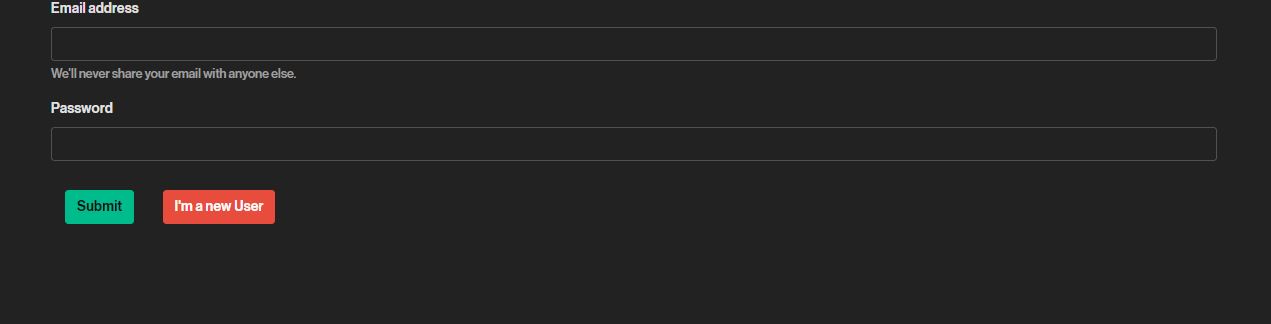 Email address
We'll never share your email with anyone else.
Password
Submit
I'm a new User